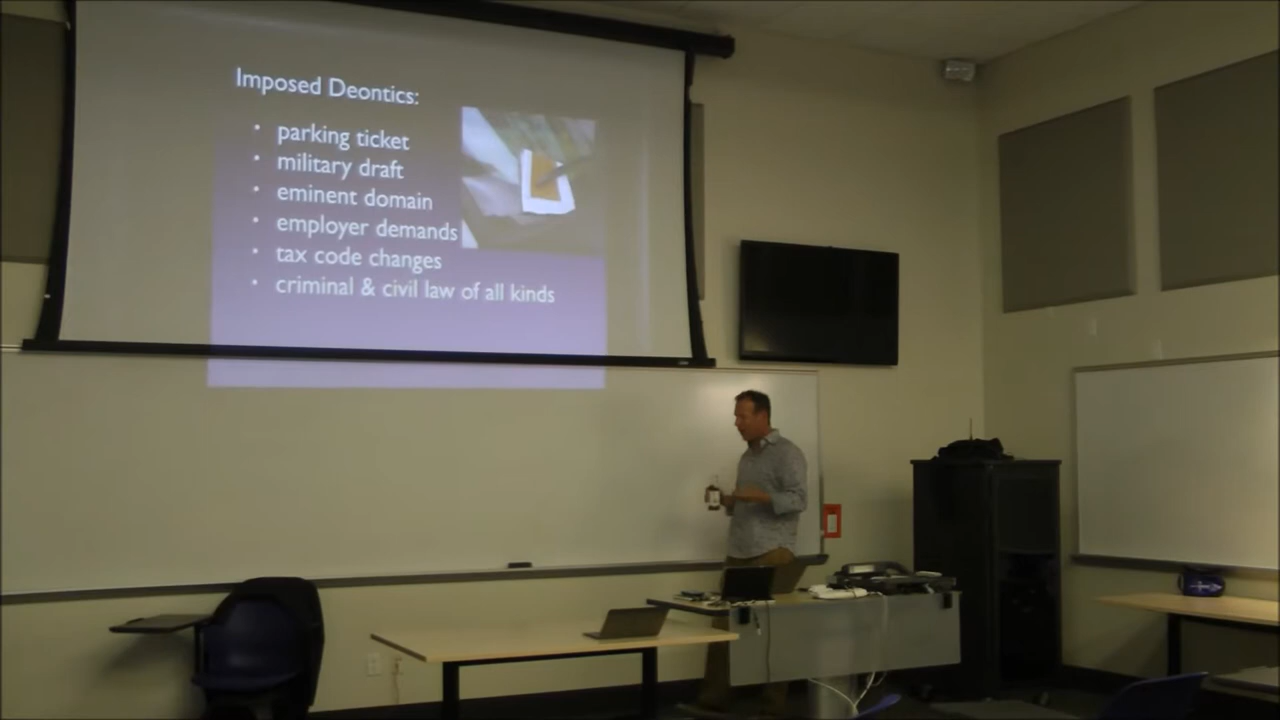 Imposed Deontics:
• parking ticket
• military draft
• eminent domain
• employer demands
• tax code changes
• criminal & civil law of all kinds